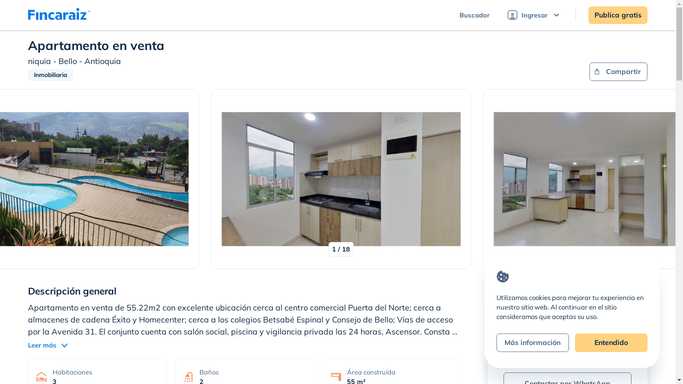 Fincaraiz
Buscador
Ingresar
Publica gratis
Apartamento en venta
niquia - Bello - Antioquia
Inmobiliaria
Compartir
1 / 18
Descripción general
Apartamento en venta de 55.22m2 con excelente ubicación cerca al centro comercial Puerta del Norte; cerca a
almacenes de cadena Éxito y Homecenter; cerca a los colegios Betsabé Espinal y Consejo de Bello; Vias de acceso
por la Avenida 31. El conjunto cuenta con salón social, piscina y vigilancia privada las 24 horas, Ascensor. Consta ...
Leer más
Habitaciones
3
Baños
2
Área construida
55 m²
Utilizamos cookies para mejorar tu experiencia en
nuestro sitio web. Al continuar en el sitio
consideramos que aceptas su uso.
Más información
Entendido
Contactar por WhatsApp